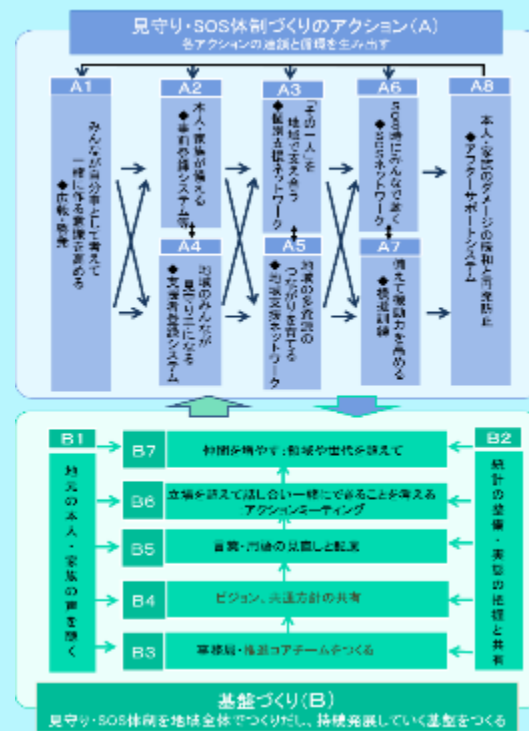 見守り・SOS体制づくりのアクション(A)
各アクションの連鎖と循環を生み出す
A1
みんなが自分事として考えて
一緒に作る意識を高める
◆広報・啓発
A2
本人・家族が備える
◆事前登録システム等
A3
「その一人」を
地域で支え合う
◆個別支援ネットワーク
A6
SOS時にみんなで動く
◆SOSネットワーク
A8
本人・家族のダメージの緩和と再発防止
◆アフターサポートシステム
A4
地域のみんなが
見守り手になる
◆支援者登録システム
A5
地域の多資源の
つながりを育てる
◆地域支援ネットワーク
A7
備えて機動力を高める
◆模擬訓練
B1
地元の本人・家族の声を聴く
B2
統計の整備・実態の把握と共有
B7
仲間を増やす:領域や世代を超えて
B6
立場を超えて話し合い一緒にできることを考える
アクションミーティング
B5
言葉・用語の見直しと配慮
B4
ビジョン、共通方針の共有
B3
事務局・推進コアチームをつくる
基盤づくり(B)
見守り・SOS体制を地域全体でつくりだし、持続発展していく基盤をつくる